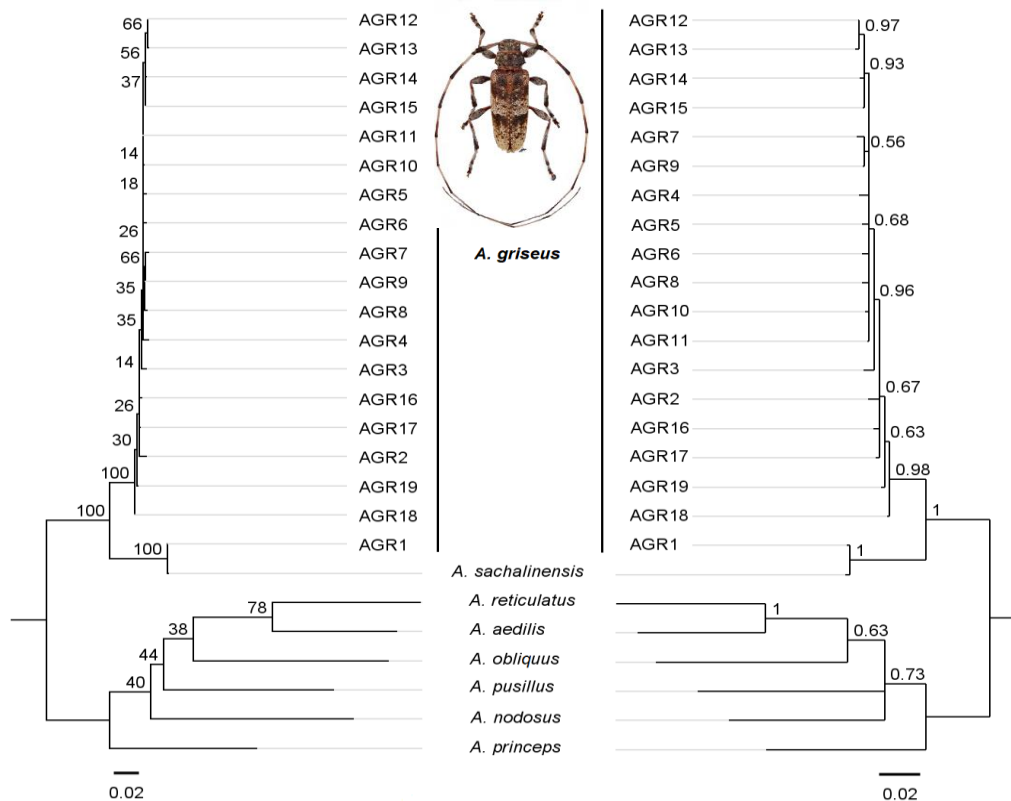 66
56
37
14
18
26
66
35
35
14
26
30
100
100
100
78
38
44
40
AGR12
AGR13
AGR14
AGR15
AGR11
AGR10
AGR5
AGR6
AGR7
AGR9
AGR8
AGR4
AGR3
AGR16
AGR17
AGR2
AGR19
AGR18
AGR1
A. griseus
A. sachalinensis
A. reticulatus
A. aedilis
A. obliquus
A. pusillus
A. nodosus
A. princeps
AGR12
AGR13
AGR14
AGR15
AGR7
AGR9
AGR4
AGR5
AGR6
AGR8
AGR10
AGR11
AGR3
AGR2
AGR16
AGR17
AGR19
AGR18
AGR1
0.97
0.93
0.56
0.68
0.96
0.67
0.63
0.98
1
1
1
0.63
0.73
0.02
0.02